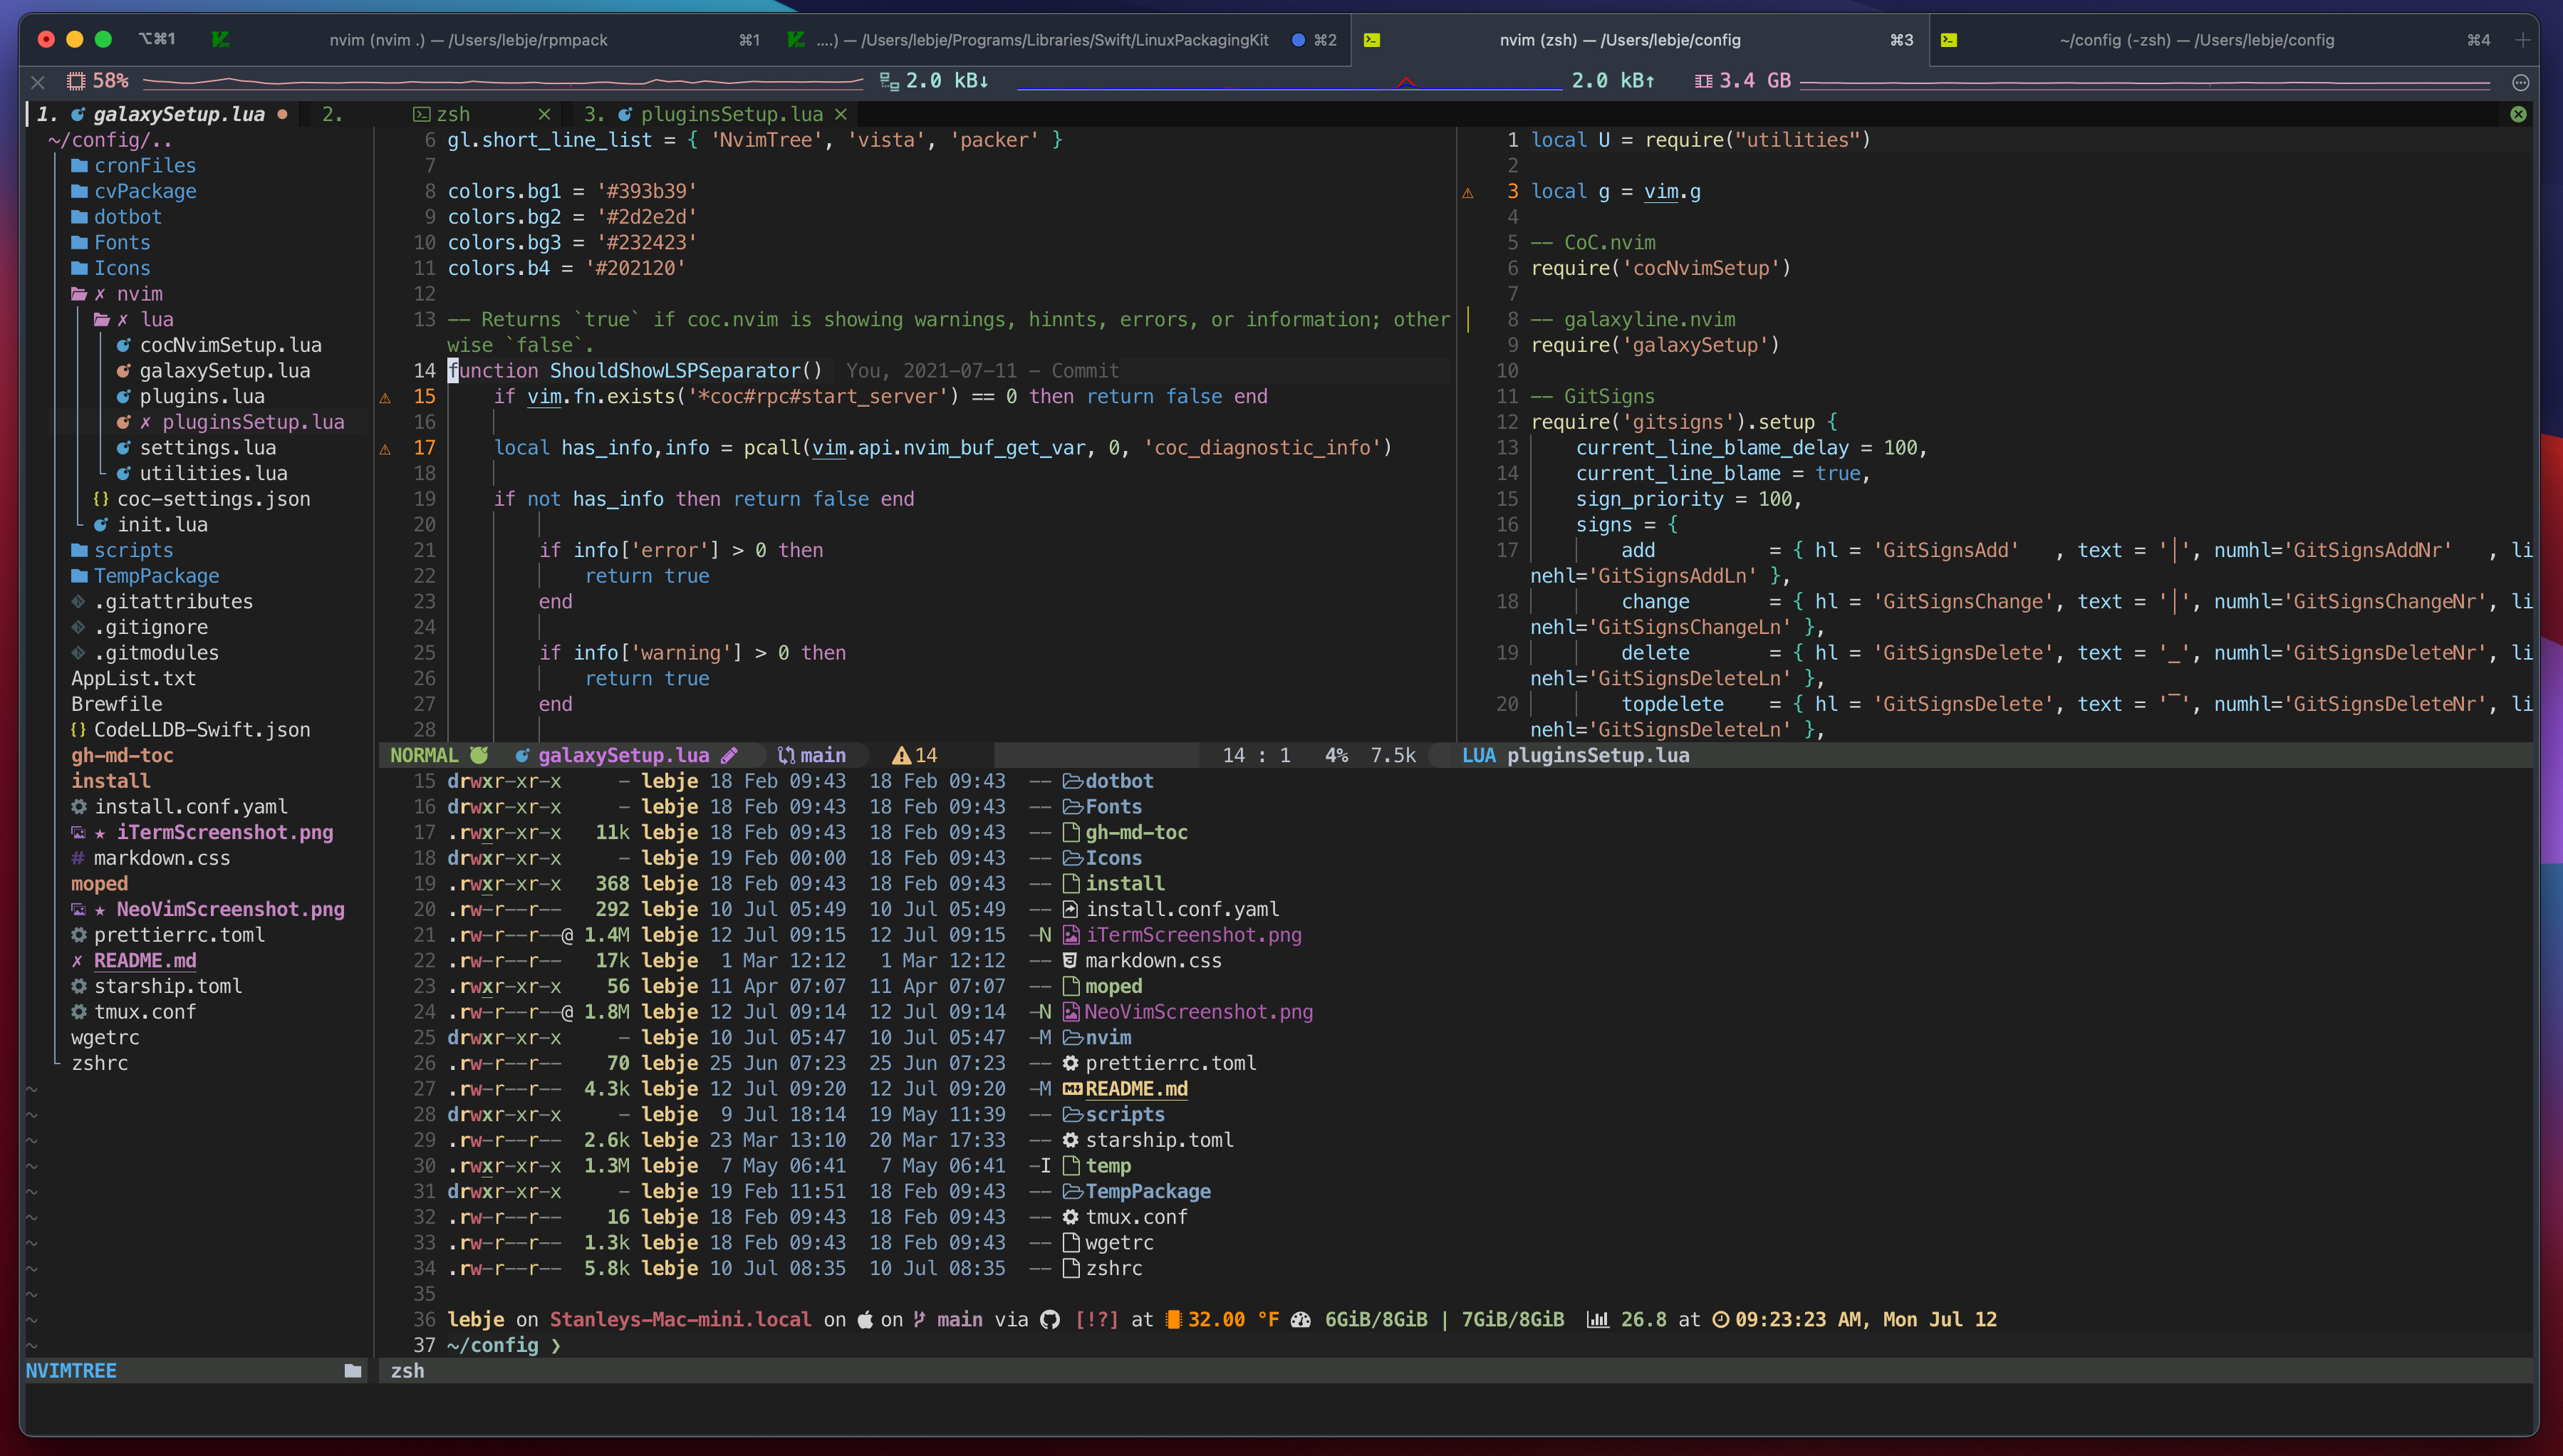 ⌥⌘1
nvim (nvim .) — /Users/lebje/rpmpack ⌘1
....) — /Users/lebje/Programs/Libraries/Swift/LinuxPackagingKit ⌘2
nvim (zsh) — /Users/lebje/config ⌘3
~/config (-zsh) — /Users/lebje/config ⌘4
58% 2.0 kB↓ 2.0 kB↑ 3.4 GB
1. galaxySetup.lua ● 2. zsh × 3. pluginsSetup.lua ×
~/config/..
cronFiles
cvPackage
dotbot
Fonts
Icons
✗ nvim
✗ lua
cocNvimSetup.lua
galaxySetup.lua
plugins.lua
✗ pluginsSetup.lua
settings.lua
utilities.lua
{} coc-settings.json
init.lua
scripts
TempPackage
.gitattributes
.gitignore
.gitmodules
AppList.txt
Brewfile
{} CodeLLDB-Swift.json
gh-md-toc
install
install.conf.yaml
★ iTermScreenshot.png
# markdown.css
moped
★ NeoVimScreenshot.png
prettierrc.toml
✗ README.md
starship.toml
tmux.conf
wgetrc
zshrc
~
~
~
~
~
~
~
~
~
~
~
NVIMTREE
6 gl.short_line_list = { 'NvimTree', 'vista', 'packer' }
7
8 colors.bg1 = '#393b39'
9 colors.bg2 = '#2d2e2d'
10 colors.bg3 = '#232423'
11 colors.b4 = '#202120'
12
13 -- Returns `true` if coc.nvim is showing warnings, hinnts, errors, or information; other
wise `false`.
14 function ShouldShowLSPSeparator() You, 2021-07-11 - Commit
⚠ 15 if vim.fn.exists('*coc#rpc#start_server') == 0 then return false end
16
⚠ 17 local has_info,info = pcall(vim.api.nvim_buf_get_var, 0, 'coc_diagnostic_info')
18
19 if not has_info then return false end
20
21 if info['error'] > 0 then
22 return true
23 end
24
25 if info['warning'] > 0 then
26 return true
27 end
28
NORMAL galaxySetup.lua main 14 14 : 1 4% 7.5k
1 local U = require("utilities")
2
⚠ 3 local g = vim.g
4
5 -- CoC.nvim
6 require('cocNvimSetup')
7
8 -- galaxyline.nvim
9 require('galaxySetup')
10
11 -- GitSigns
12 require('gitsigns').setup {
13 current_line_blame_delay = 100,
14 current_line_blame = true,
15 sign_priority = 100,
16 signs = {
17 add = { hl = 'GitSignsAdd' , text = '│', numhl='GitSignsAddNr' , li
nehl='GitSignsAddLn' },
18 change = { hl = 'GitSignsChange', text = '│', numhl='GitSignsChangeNr', li
nehl='GitSignsChangeLn' },
19 delete = { hl = 'GitSignsDelete', text = '_', numhl='GitSignsDeleteNr', li
nehl='GitSignsDeleteLn' },
20 topdelete = { hl = 'GitSignsDelete', text = '‾', numhl='GitSignsDeleteNr', li
nehl='GitSignsDeleteLn' },
LUA pluginsSetup.lua
15 drwxr-xr-x - lebje 18 Feb 09:43 18 Feb 09:43 -- dotbot
16 drwxr-xr-x - lebje 18 Feb 09:43 18 Feb 09:43 -- Fonts
17 .rwxr-xr-x 11k lebje 18 Feb 09:43 18 Feb 09:43 -- gh-md-toc
18 drwxr-xr-x - lebje 19 Feb 00:00 18 Feb 09:43 -- Icons
19 .rwxr-xr-x 368 lebje 18 Feb 09:43 18 Feb 09:43 -- install
20 .rw-r--r-- 292 lebje 10 Jul 05:49 10 Jul 05:49 -- install.conf.yaml
21 .rw-r--r--@ 1.4M lebje 12 Jul 09:15 12 Jul 09:15 -N iTermScreenshot.png
22 .rw-r--r-- 17k lebje 1 Mar 12:12 1 Mar 12:12 -- markdown.css
23 .rwxr-xr-x 56 lebje 11 Apr 07:07 11 Apr 07:07 -- moped
24 .rw-r--r--@ 1.8M lebje 12 Jul 09:14 12 Jul 09:14 -N NeoVimScreenshot.png
25 drwxr-xr-x - lebje 10 Jul 05:47 10 Jul 05:47 -M nvim
26 .rw-r--r-- 70 lebje 25 Jun 07:23 25 Jun 07:23 -- prettierrc.toml
27 .rw-r--r-- 4.3k lebje 12 Jul 09:20 12 Jul 09:20 -M README.md
28 drwxr-xr-x - lebje 9 Jul 18:14 19 May 11:39 -- scripts
29 .rw-r--r-- 2.6k lebje 23 Mar 13:10 20 Mar 17:33 -- starship.toml
30 .rwxr-xr-x 1.3M lebje 7 May 06:41 7 May 06:41 -I temp
31 drwxr-xr-x - lebje 19 Feb 11:51 18 Feb 09:43 -- TempPackage
32 .rw-r--r-- 16 lebje 18 Feb 09:43 18 Feb 09:43 -- tmux.conf
33 .rw-r--r-- 1.3k lebje 18 Feb 09:43 18 Feb 09:43 -- wgetrc
34 .rw-r--r-- 5.8k lebje 10 Jul 08:35 10 Jul 08:35 -- zshrc
35
36 lebje on Stanleys-Mac-mini.local on on main via [!?] at 32.00 °F 6GiB/8GiB | 7GiB/8GiB 26.8 at 09:23:23 AM, Mon Jul 12
37 ~/config ❯
zsh